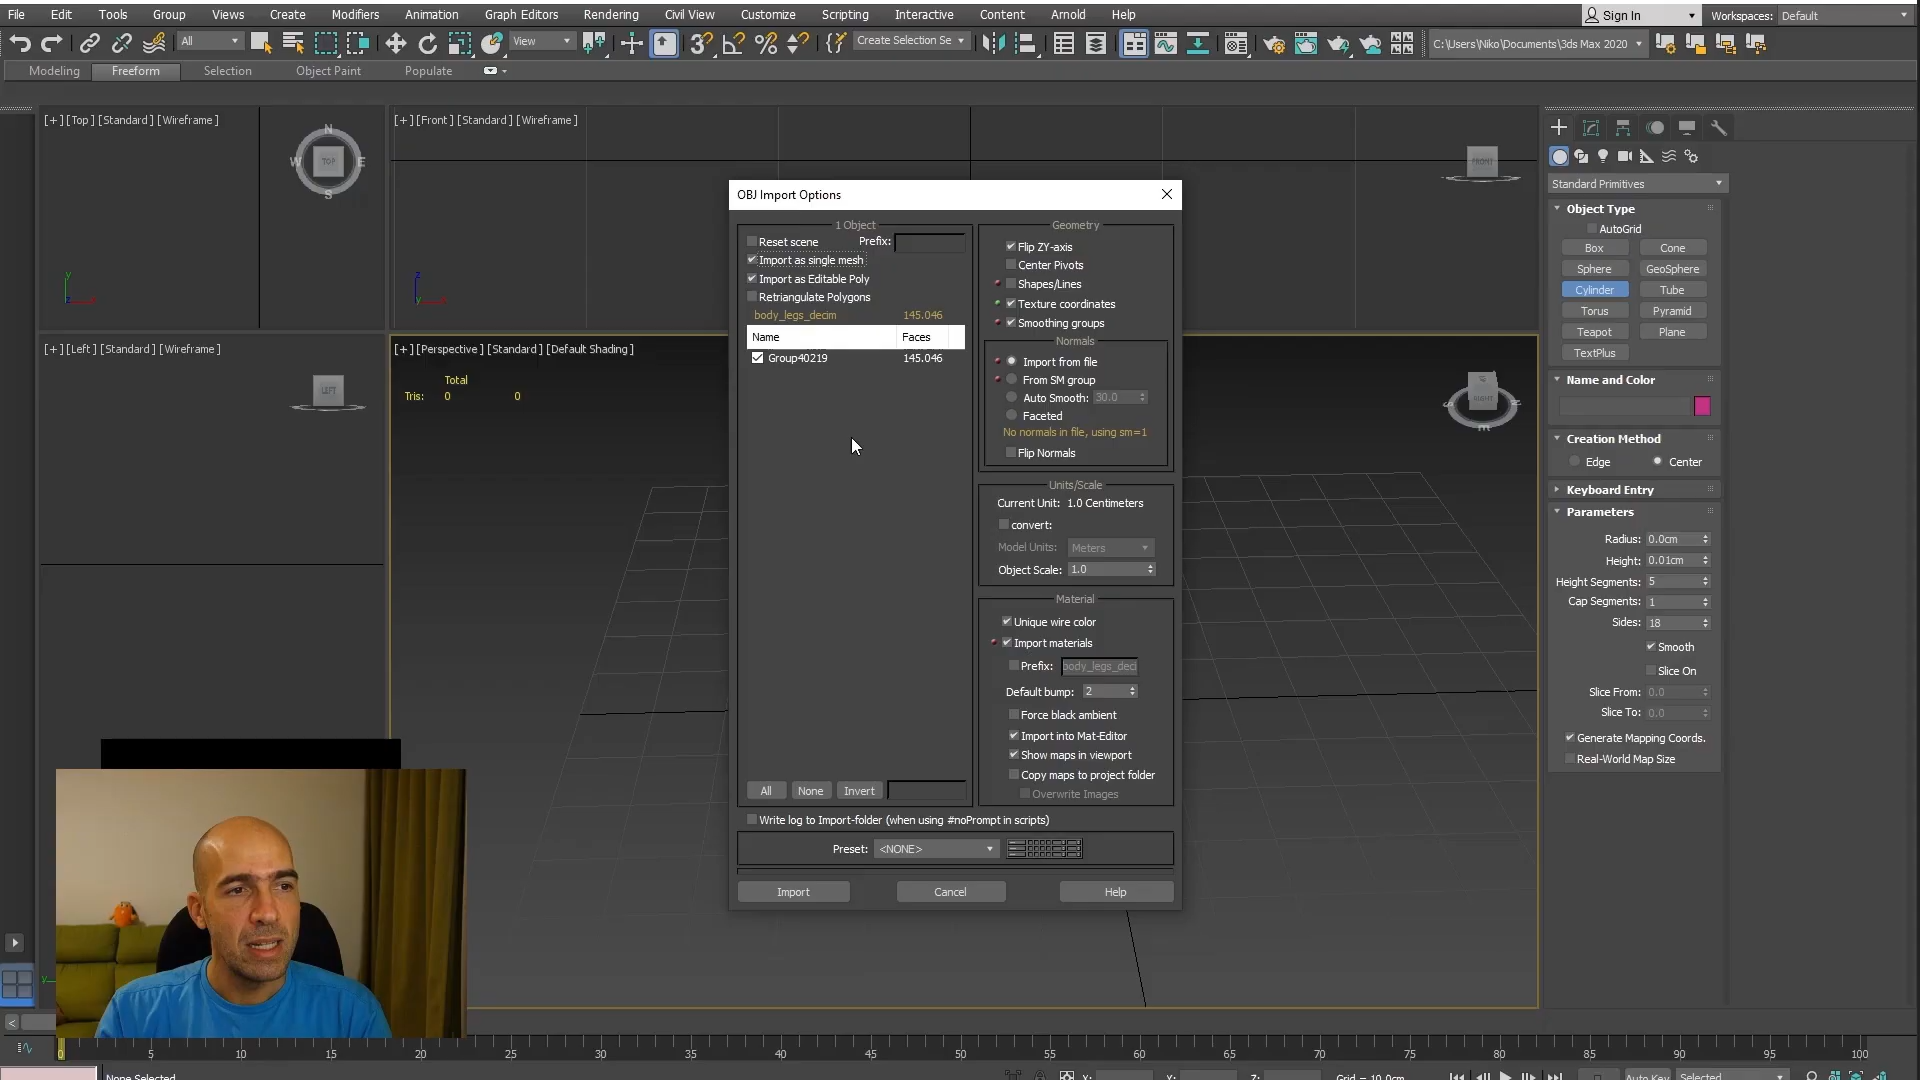 File Edit Tools Group Views Create Modifiers Animation Graph Editors Rendering Civil View Customize Scripting Interactive Content Arnold Help Sign In Workspaces: Default
All View Create Selection Se C:\Users\Niko\Documents\3ds Max 2020
Modeling Freeform Selection Object Paint Populate
[+][Top][Standard][Wireframe]
N
W TOP E
S
y
x
[+][Front][Standard][Wireframe]
FRONT
z
[+][Left][Standard][Wireframe]
LEFT
[+][Perspective][Standard][Default Shading]
Total
Tris: 0 0
RIGHT
OBJ Import Options
1 Object
Reset scene Prefix:
Import as single mesh
Import as Editable Poly
Retriangulate Polygons
body_legs_decim 145.046
Name Faces
Group40219 145.046
All None Invert
Geometry
Flip ZY-axis
Center Pivots
Shapes/Lines
Texture coordinates
Smoothing groups
Normals
Import from file
From SM group
Auto Smooth: 30.0
Faceted
No normals in file, using sm=1
Flip Normals
Units/Scale
Current Unit: 1.0 Centimeters
convert:
Model Units: Meters
Object Scale: 1.0
Material
Unique wire color
Import materials
Prefix: body_legs_deci
Default bump: 2
Force black ambient
Import into Mat-Editor
Show maps in viewport
Copy maps to project folder
Overwrite Images
Write log to Import-folder (when using #noPrompt in scripts)
Preset: <NONE>
Import Cancel Help
Standard Primitives
Object Type
AutoGrid
Box Cone
Sphere GeoSphere
Cylinder Tube
Torus Pyramid
Teapot Plane
TextPlus
Name and Color
Creation Method
Edge Center
Keyboard Entry
Parameters
Radius: 0.0cm
Height: 0.01cm
Height Segments: 5
Cap Segments: 1
Sides: 18
Smooth
Slice On
Slice From: 0.0
Slice To: 0.0
Generate Mapping Coords.
Real-World Map Size
0 5 10 15 20 25 30 35 40 45 50 55 60 65 70 75 80 85 90 95 100
None Selected X: Y: Z: Grid = 10.0cm Auto Key Selected